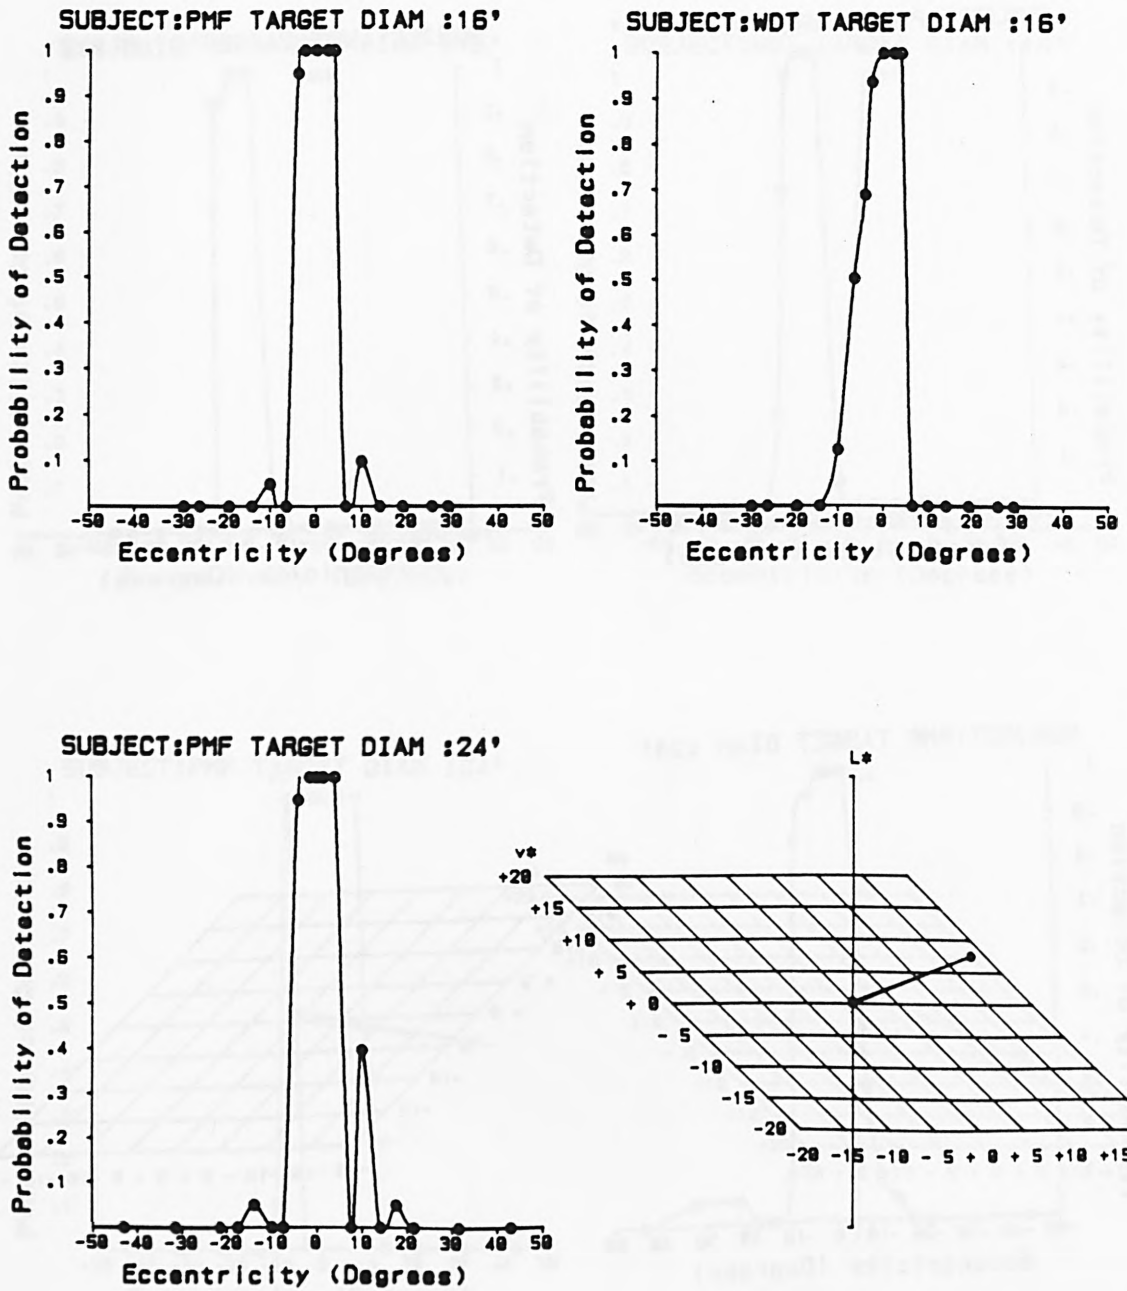 SUBJECT:PMF TARGET DIAM :16'
1
.9
.8
.7
.6
.5
.4
.3
.2
.1
Probability of Detection
-50 -40 -30 -20 -10 0 10 20 30 40 50
Eccentricity (Degrees)
SUBJECT:WDT TARGET DIAM :16'
1
.9
.8
.7
.6
.5
.4
.3
.2
.1
Probability of Detection
-50 -40 -30 -20 -10 0 10 20 30 40 50
Eccentricity (Degrees)
SUBJECT:PMF TARGET DIAM :24'
1
.9
.8
.7
.6
.5
.4
.3
.2
.1
Probability of Detection
-50 -40 -30 -20 -10 0 10 20 30 40 50
Eccentricity (Degrees)
L*
v*
+20
+15
+10
+ 5
+ 0
- 5
-10
-15
-20
-20 -15 -10 - 5 + 0 + 5 +10 +15